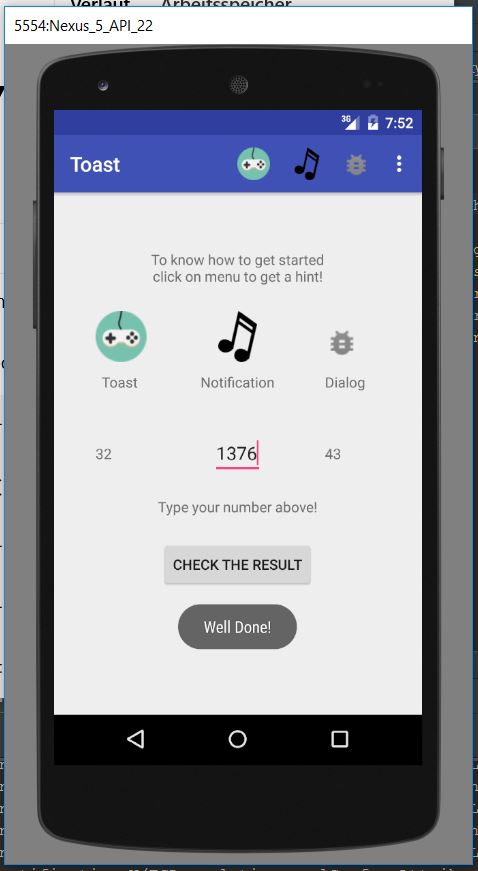 Verlauf Arbeitsspeicher
5554:Nexus_5_API_22
3G 7:52
Toast
To know how to get started
click on menu to get a hint!
Toast Notification Dialog
32 1376 43
Type your number above!
CHECK THE RESULT
Well Done!